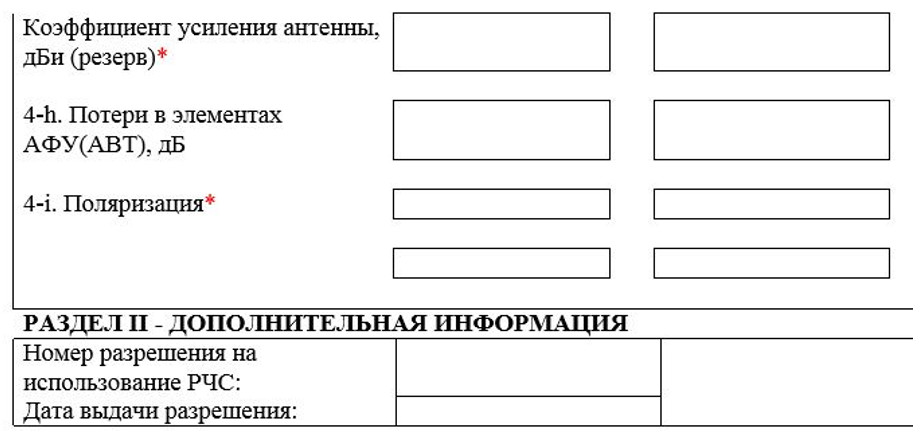 Коэффициент усиления антенны,
дБи (резерв)*
4-h. Потери в элементах
АФУ(АВТ), дБ
4-i. Поляризация*
РАЗДЕЛ II - ДОПОЛНИТЕЛЬНАЯ ИНФОРМАЦИЯ
Номер разрешения на
использование РЧС:
Дата выдачи разрешения: